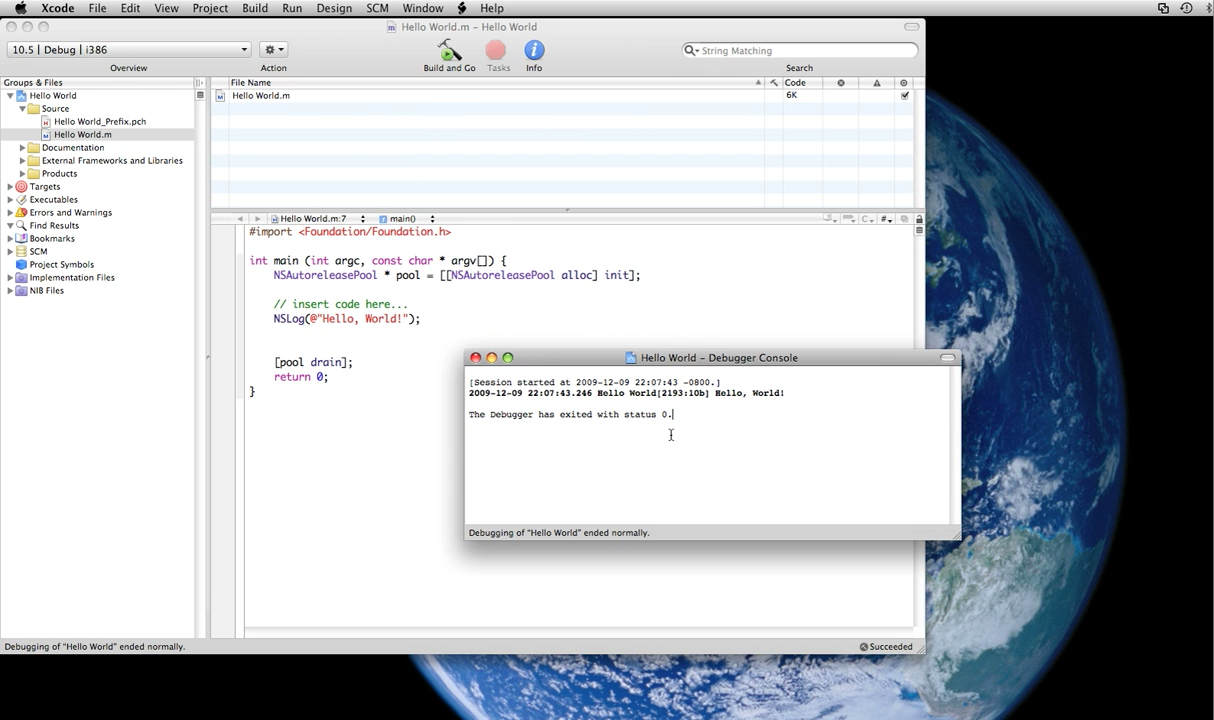 Xcode File Edit View Project Build Run Design SCM Window Help
Hello World.m - Hello World
10.5 | Debug | i386
String Matching
Overview Action Build and Go Tasks Info Search
Groups & Files
Hello World
Source
Hello World_Prefix.pch
Hello World.m
Documentation
External Frameworks and Libraries
Products
Targets
Executables
Errors and Warnings
Find Results
Bookmarks
SCM
Project Symbols
Implementation Files
NIB Files
File Name Code
Hello World.m 6K
Hello World.m:7 main() C #
#import <Foundation/Foundation.h>
int main (int argc, const char * argv[]) {
NSAutoreleasePool * pool = [[NSAutoreleasePool alloc] init];
// insert code here...
NSLog(@"Hello, World!");
[pool drain];
return 0;
}
Hello World - Debugger Console
[Session started at 2009-12-09 22:07:43 -0800.]
2009-12-09 22:07:43.246 Hello World[2193:10b] Hello, World!
The Debugger has exited with status 0.
Debugging of "Hello World" ended normally.
Debugging of "Hello World" ended normally.
Succeeded